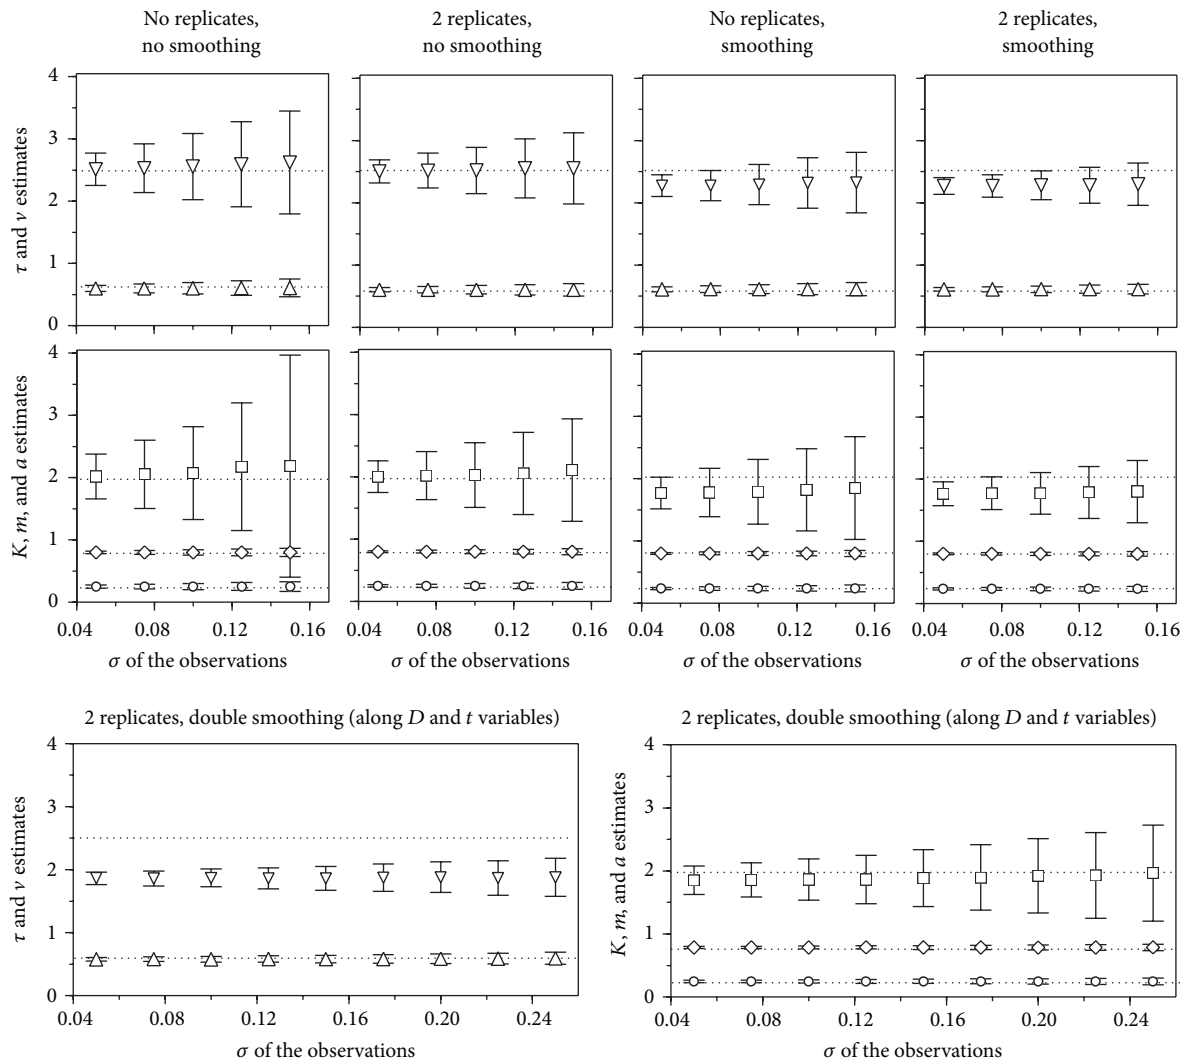 No replicates,
no smoothing
2 replicates,
no smoothing
No replicates,
smoothing
2 replicates,
smoothing
τ and ν estimates
4
3
2
1
0
K, m, and a estimates
4
3
2
1
0
0.04 0.08 0.12 0.16
0.04 0.08 0.12 0.16
0.04 0.08 0.12 0.16
0.04 0.08 0.12 0.16
σ of the observations
σ of the observations
σ of the observations
σ of the observations
2 replicates, double smoothing (along D and t variables)
τ and ν estimates
4
3
2
1
0
0.04 0.08 0.12 0.16 0.20 0.24
σ of the observations
2 replicates, double smoothing (along D and t variables)
K, m, and a estimates
4
3
2
1
0
0.04 0.08 0.12 0.16 0.20 0.24
σ of the observations